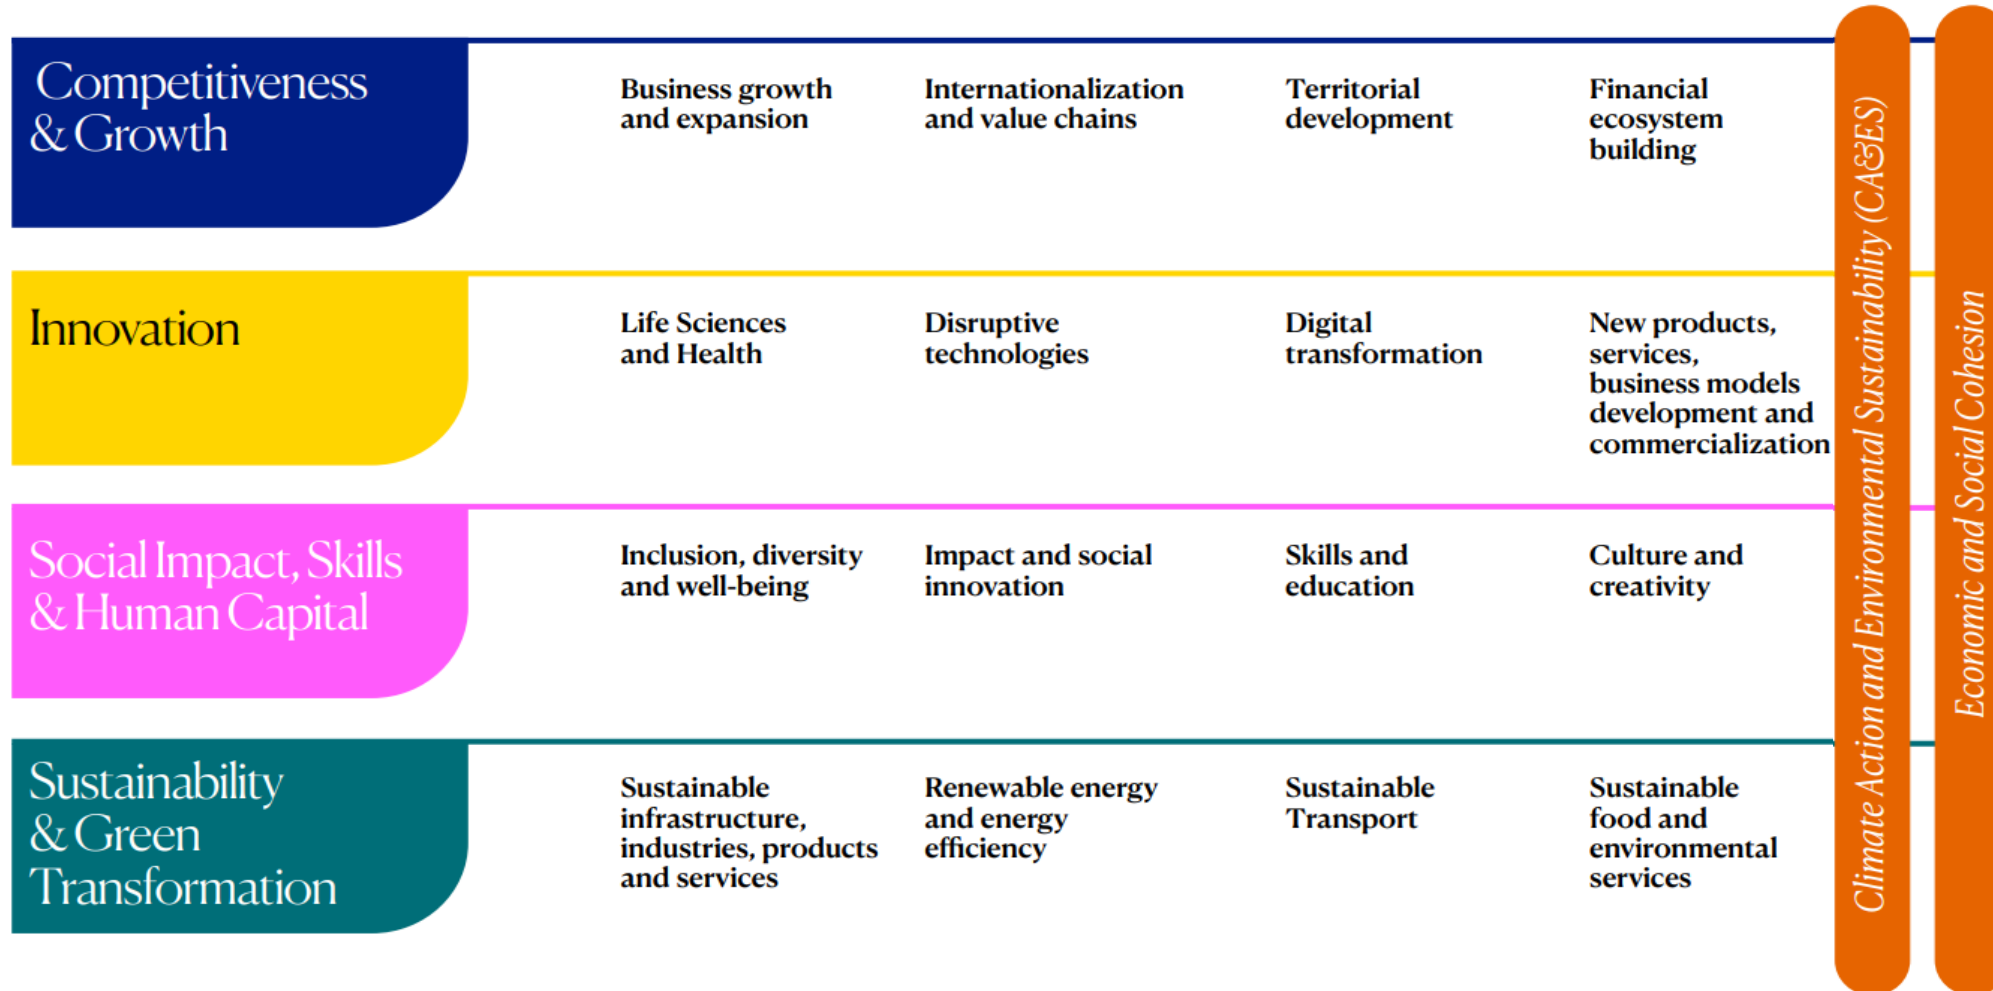 Competitiveness
& Growth
Business growth
and expansion
Internationalization
and value chains
Territorial
development
Financial
ecosystem
building
Innovation
Life Sciences
and Health
Disruptive
technologies
Digital
transformation
New products,
services,
business models
development and
commercialization
Social Impact, Skills
& Human Capital
Inclusion, diversity
and well-being
Impact and social
innovation
Skills and
education
Culture and
creativity
Sustainability
& Green
Transformation
Sustainable
infrastructure,
industries, products
and services
Renewable energy
and energy
efficiency
Sustainable
Transport
Sustainable
food and
environmental
services
Climate Action and Environmental Sustainability (CA&ES)
Economic and Social Cohesion